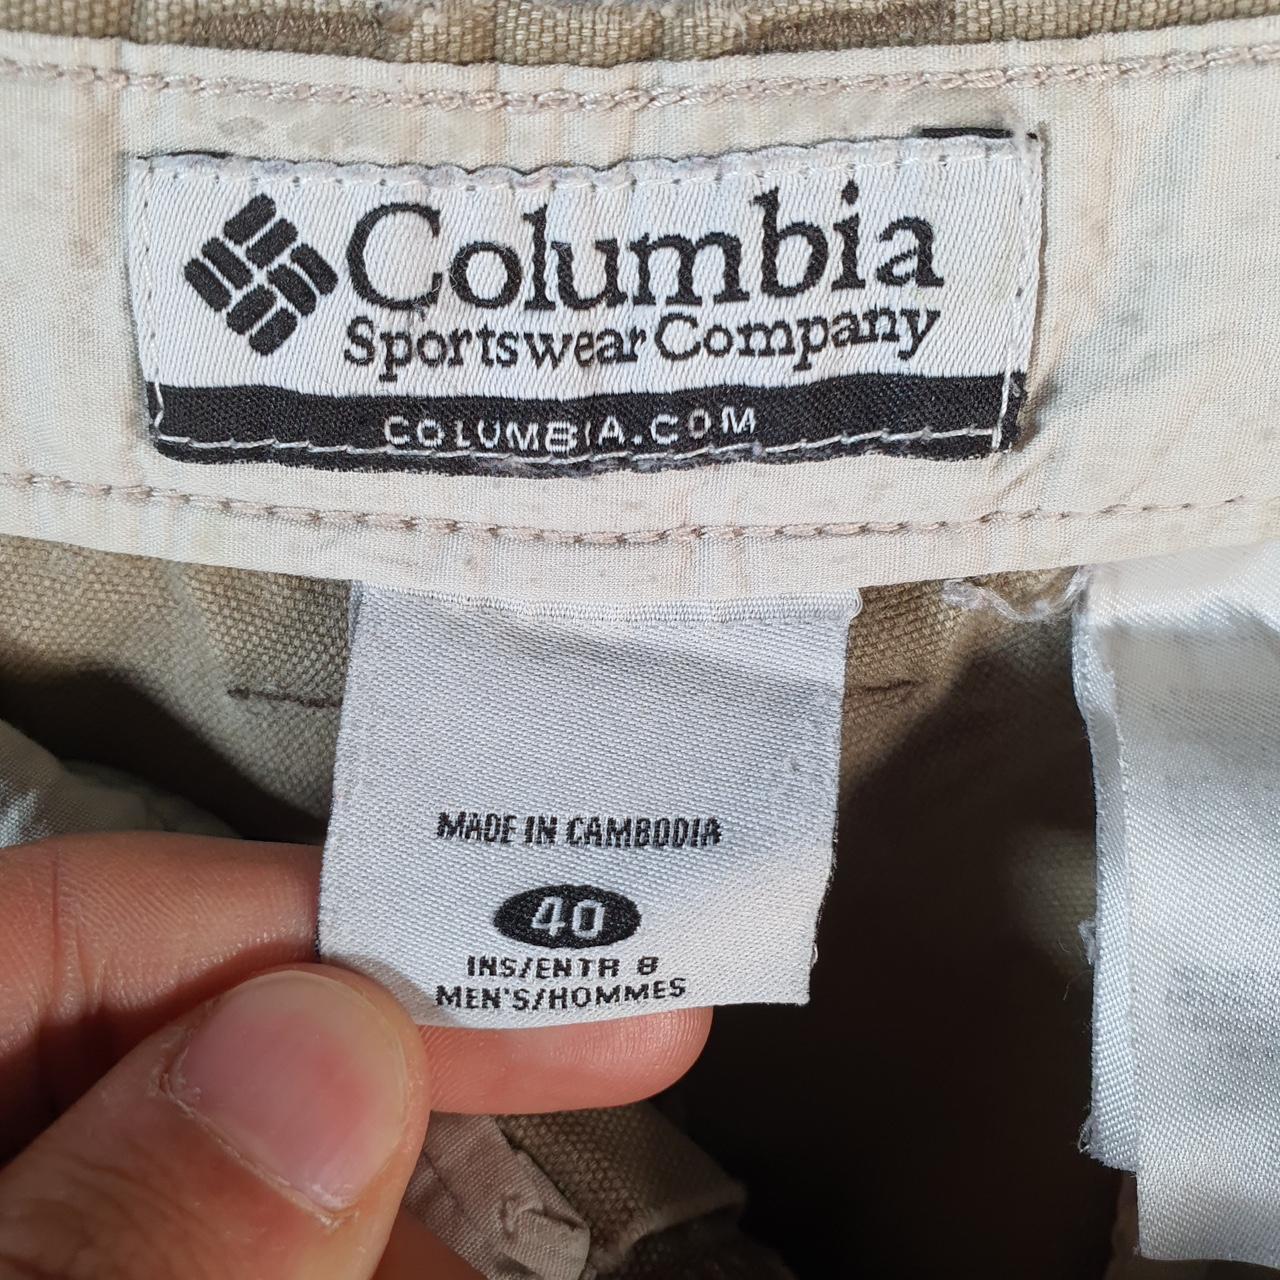 Columbia
Sportswear Company
COLUMBIA.COM
MADE IN CAMBODIA
40
INS/ENTR 8
MEN'S/HOMMES